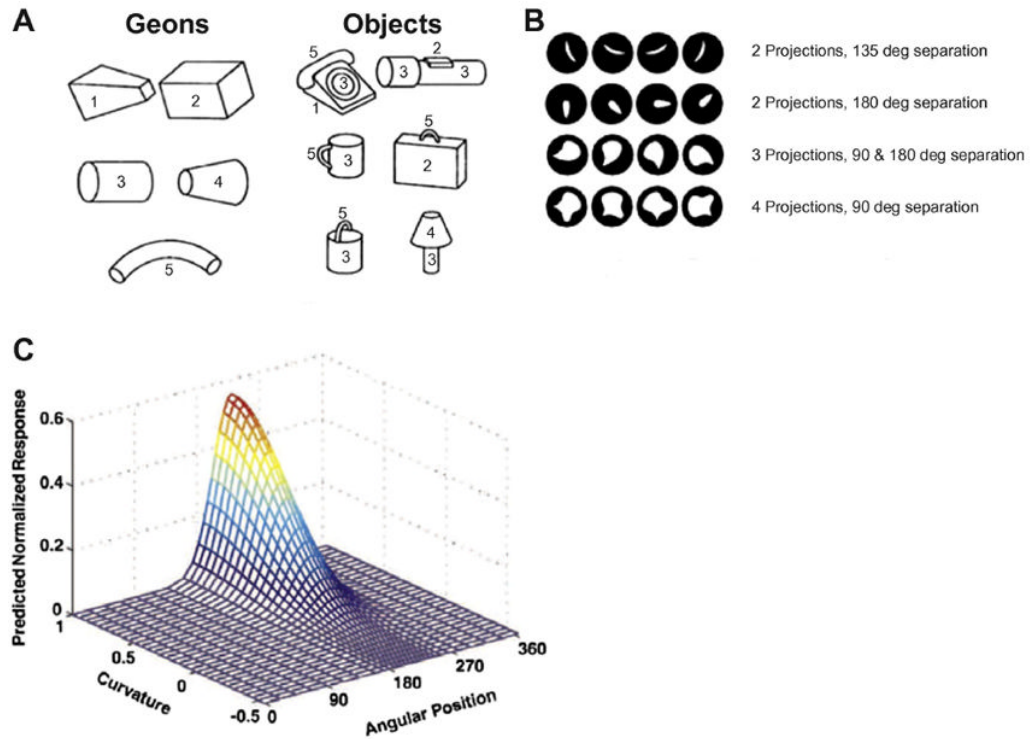 A
Geons
Objects
1
2
3
4
5
5
3
1
2
3
3
5
3
5
2
5
3
4
3
B
2 Projections, 135 deg separation
2 Projections, 180 deg separation
3 Projections, 90 & 180 deg separation
4 Projections, 90 deg separation
C
Predicted Normalized Response
0.6
0.4
0.2
0
1
0.5
0
-0.5
Curvature
0
90
180
270
360
Angular Position